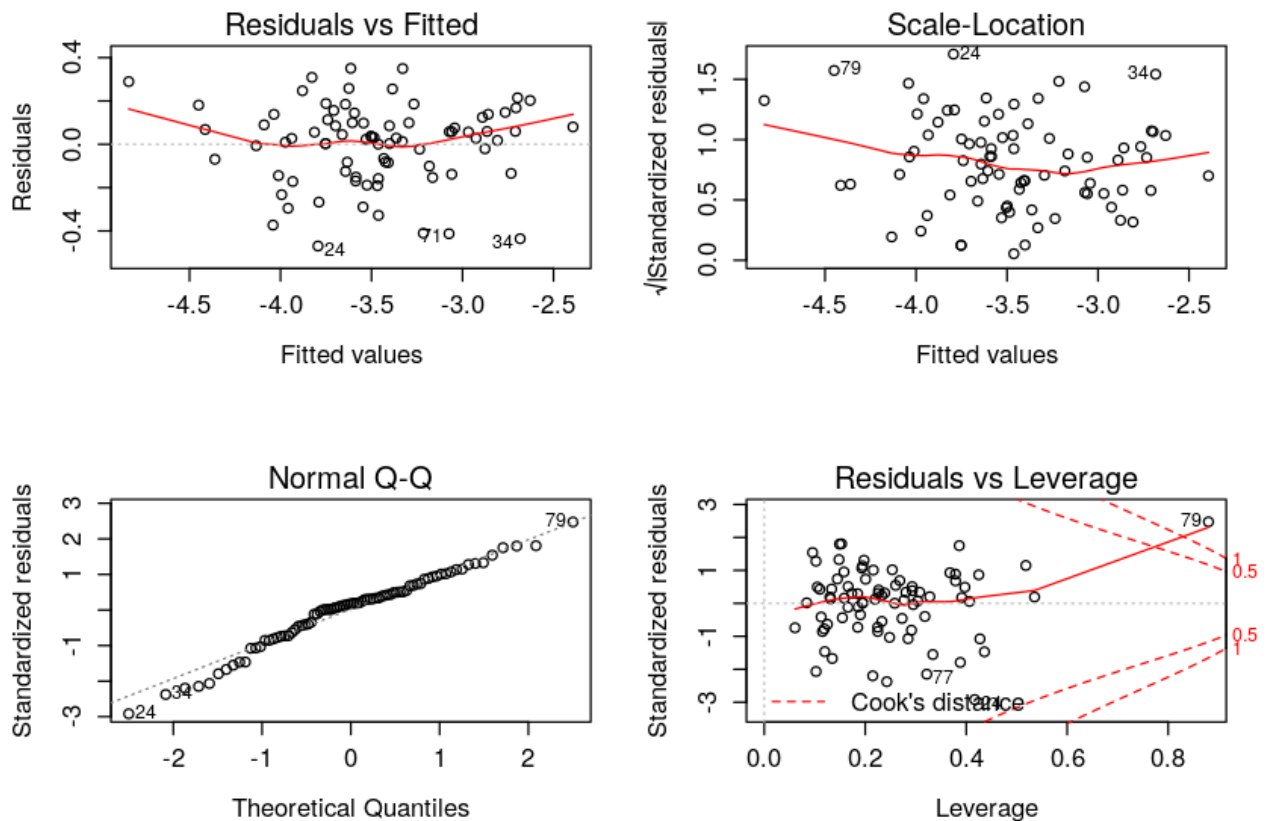 Residuals vs Fitted
Residuals
0.4
0.0
-0.4
24
71
34
-4.5 -4.0 -3.5 -3.0 -2.5
Fitted values
Scale-Location
√|Standardized residuals|
1.5
1.0
0.5
0.0
79
24
34
-4.5 -4.0 -3.5 -3.0 -2.5
Fitted values
Normal Q-Q
Standardized residuals
3
1
-1
-3
79
34
24
-2 -1 0 1 2
Theoretical Quantiles
Residuals vs Leverage
Standardized residuals
3
1
-1
-3
79
1
0.5
0.5
1
77
24
Cook's distance
0.0 0.2 0.4 0.6 0.8
Leverage